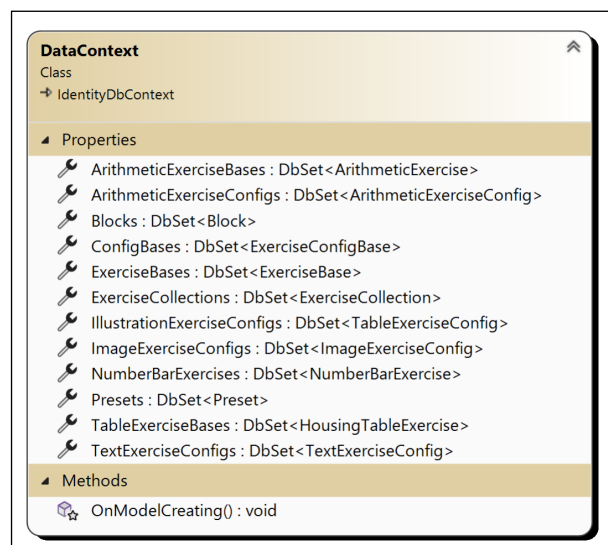 DataContext
Class
IdentityDbContext
Properties
ArithmeticExerciseBases : DbSet<ArithmeticExercise>
ArithmeticExerciseConfigs : DbSet<ArithmeticExerciseConfig>
Blocks : DbSet<Block>
ConfigBases : DbSet<ExerciseConfigBase>
ExerciseBases : DbSet<ExerciseBase>
ExerciseCollections : DbSet<ExerciseCollection>
IllustrationExerciseConfigs : DbSet<TableExerciseConfig>
ImageExerciseConfigs : DbSet<ImageExerciseConfig>
NumberBarExercises : DbSet<NumberBarExercise>
Presets : DbSet<Preset>
TableExerciseBases : DbSet<HousingTableExercise>
TextExerciseConfigs : DbSet<TextExerciseConfig>
Methods
OnModelCreating() : void